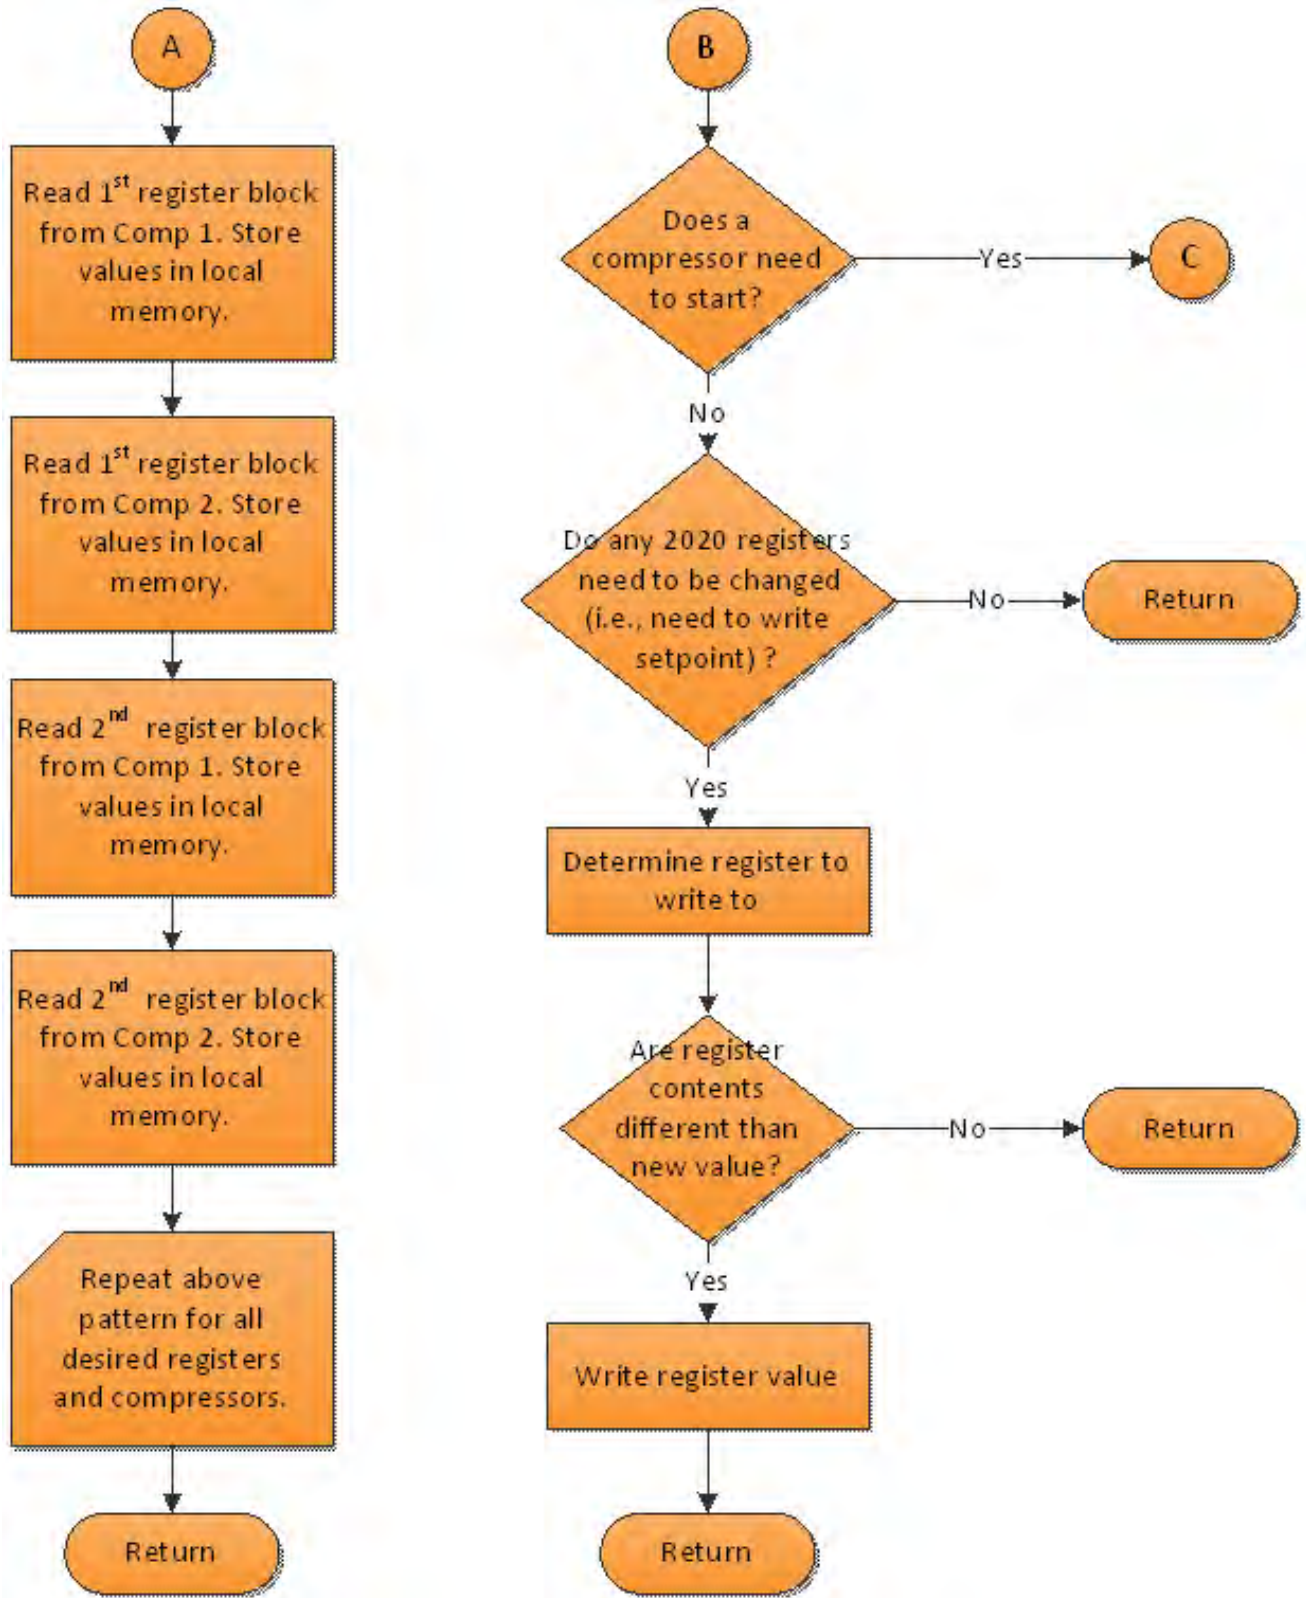 A
Read 1st register block
from Comp 1. Store
values in local
memory.
Read 1st register block
from Comp 2. Store
values in local
memory.
Read 2nd register block
from Comp 1. Store
values in local
memory.
Read 2nd register block
from Comp 2. Store
values in local
memory.
Repeat above
pattern for all
desired registers
and compressors.
Return
B
Does a
compressor need
to start?
Yes
C
No
Do any 2020 registers
need to be changed
(i.e., need to write
setpoint) ?
No
Return
Yes
Determine register to
write to
Are register
contents
different than
new value?
No
Return
Yes
Write register value
Return